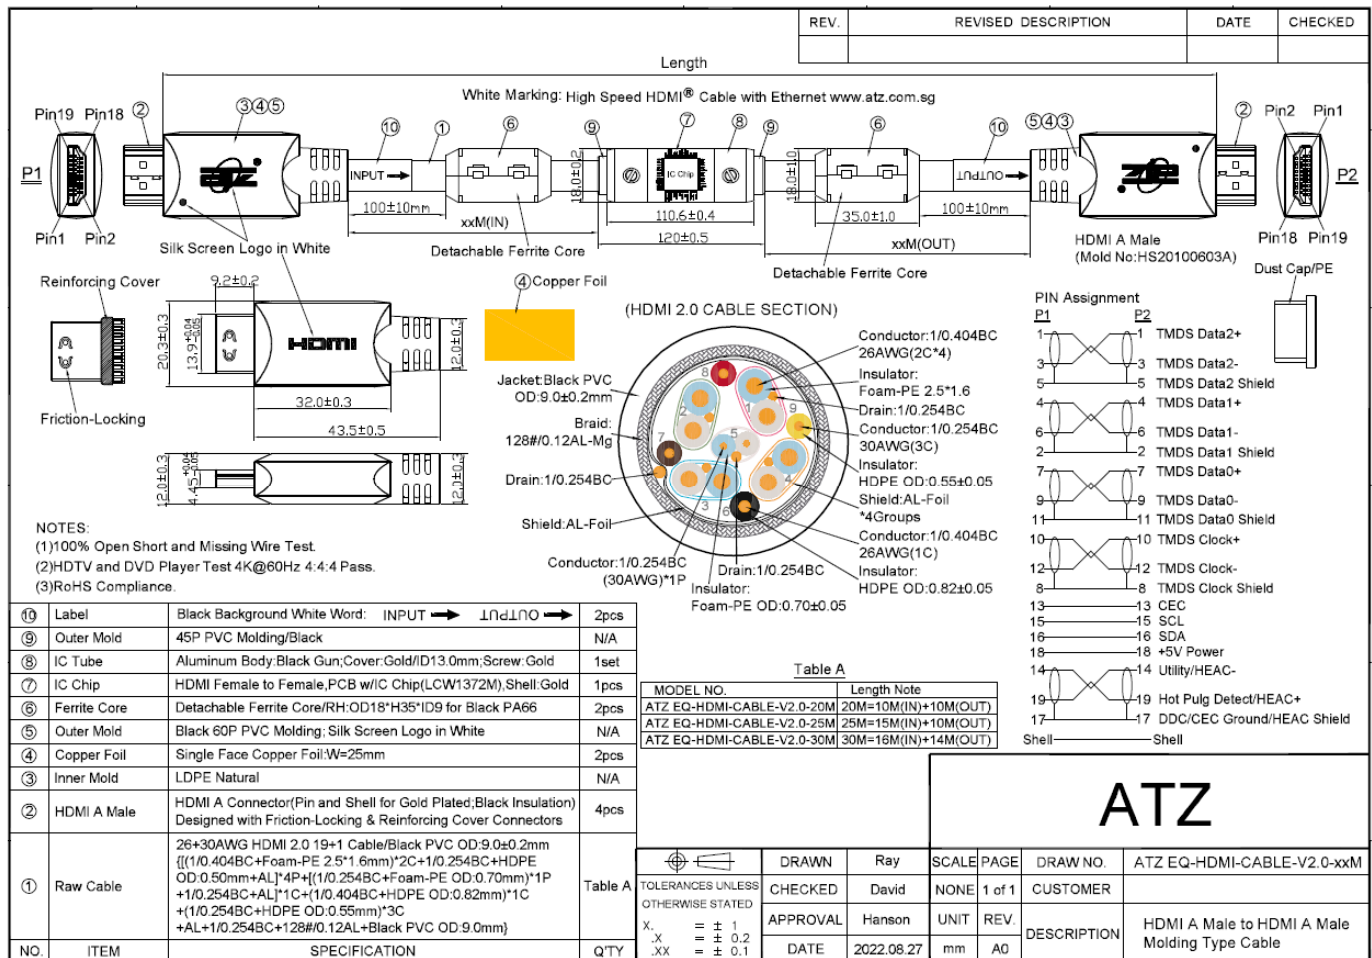 REV. REVISED DESCRIPTION DATE CHECKED
Length
White Marking: High Speed HDMI® Cable with Ethernet www.atz.com.sg
Pin19 Pin18 ② ③④⑤ ⑩ ① ⑥ ⑨ ⑦ ⑧ ⑨ ⑥ ⑩ ⑤④③ ② Pin2 Pin1
P1 P2
INPUT IC Chip OUTPUT
18.0±0.2 18.0±1.0
100±10mm 110.6±0.4 35.0±1.0 100±10mm
xxM(IN) 120±0.5 xxM(OUT)
Pin1 Pin2 Pin18 Pin19
Silk Screen Logo in White
Detachable Ferrite Core
Detachable Ferrite Core
HDMI A Male
(Mold No:HS20100603A)
Dust Cap/PE
Reinforcing Cover
Friction-Locking
9.2±0.2
20.3±0.3
13.9+0.04
-0.05
HDMI
12.0±0.3
32.0±0.3
43.5±0.5
12.0±0.3
4.45+0.04
-0.05
12.0±0.3
④Copper Foil
(HDMI 2.0 CABLE SECTION)
Jacket:Black PVC
OD:9.0±0.2mm
Braid:
128#/0.12AL-Mg
Drain:1/0.254BC
Shield:AL-Foil
Conductor:1/0.254BC
(30AWG)*1P
Insulator:
Foam-PE OD:0.70±0.05
Drain:1/0.254BC
8
1
2
9
5
7
4
3
6
Conductor:1/0.404BC
26AWG(2C*4)
Insulator:
Foam-PE 2.5*1.6
Drain:1/0.254BC
Conductor:1/0.254BC
30AWG(3C)
Insulator:
HDPE OD:0.55±0.05
Shield:AL-Foil
*4Groups
Conductor:1/0.404BC
26AWG(1C)
Insulator:
HDPE OD:0.82±0.05
PIN Assignment
P1 P2
1 1 TMDS Data2+
3 3 TMDS Data2-
5 5 TMDS Data2 Shield
4 4 TMDS Data1+
6 6 TMDS Data1-
2 2 TMDS Data1 Shield
7 7 TMDS Data0+
9 9 TMDS Data0-
11 11 TMDS Data0 Shield
10 10 TMDS Clock+
12 12 TMDS Clock-
8 8 TMDS Clock Shield
13 13 CEC
15 15 SCL
16 16 SDA
18 18 +5V Power
14 14 Utility/HEAC-
19 19 Hot Pulg Detect/HEAC+
17 17 DDC/CEC Ground/HEAC Shield
Shell Shell
NOTES:
(1)100% Open Short and Missing Wire Test.
(2)HDTV and DVD Player Test 4K@60Hz 4:4:4 Pass.
(3)RoHS Compliance.
⑩ Label Black Background White Word: INPUT OUTPUT 2pcs
⑨ Outer Mold 45P PVC Molding/Black N/A
⑧ IC Tube Aluminum Body:Black Gun;Cover:Gold/ID13.0mm;Screw:Gold 1set
⑦ IC Chip HDMI Female to Female,PCB w/IC Chip(LCW1372M),Shell:Gold 1pcs
⑥ Ferrite Core Detachable Ferrite Core/RH:OD18*H35*ID9 for Black PA66 2pcs
⑤ Outer Mold Black 60P PVC Molding; Silk Screen Logo in White N/A
④ Copper Foil Single Face Copper Foil:W=25mm 2pcs
③ Inner Mold LDPE Natural N/A
② HDMI A Male HDMI A Connector(Pin and Shell for Gold Plated;Black Insulation)
Designed with Friction-Locking & Reinforcing Cover Connectors 4pcs
① Raw Cable 26+30AWG HDMI 2.0 19+1 Cable/Black PVC OD:9.0±0.2mm
{[(1/0.404BC+Foam-PE 2.5*1.6mm)*2C+1/0.254BC+HDPE
OD:0.50mm+AL]*4P+[(1/0.254BC+Foam-PE OD:0.70mm)*1P
+1/0.254BC+AL]*1C+(1/0.404BC+HDPE OD:0.82mm)*1C
+(1/0.254BC+HDPE OD:0.55mm)*3C
+AL+1/0.254BC+128#/0.12AL+Black PVC OD:9.0mm} Table A
NO. ITEM SPECIFICATION Q'TY
Table A
MODEL NO. Length Note
ATZ EQ-HDMI-CABLE-V2.0-20M 20M=10M(IN)+10M(OUT)
ATZ EQ-HDMI-CABLE-V2.0-25M 25M=15M(IN)+10M(OUT)
ATZ EQ-HDMI-CABLE-V2.0-30M 30M=16M(IN)+14M(OUT)
ATZ
DRAWN Ray SCALE PAGE DRAW NO. ATZ EQ-HDMI-CABLE-V2.0-xxM
TOLERANCES UNLESS
OTHERWISE STATED
X. = ± 1
.X = ± 0.2
.XX = ± 0.1
CHECKED David NONE 1 of 1 CUSTOMER
APPROVAL Hanson UNIT REV. DESCRIPTION HDMI A Male to HDMI A Male
Molding Type Cable
DATE 2022.08.27 mm A0